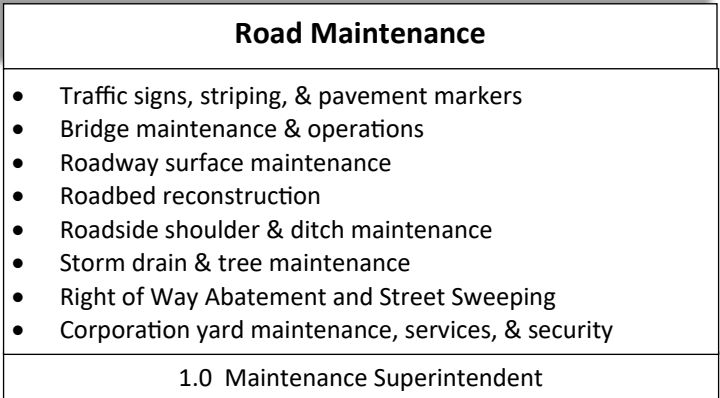 Road Maintenance
• Traffic signs, striping, & pavement markers
• Bridge maintenance & operations
• Roadway surface maintenance
• Roadbed reconstruction
• Roadside shoulder & ditch maintenance
• Storm drain & tree maintenance
• Right of Way Abatement and Street Sweeping
• Corporation yard maintenance, services, & security
1.0 Maintenance Superintendent